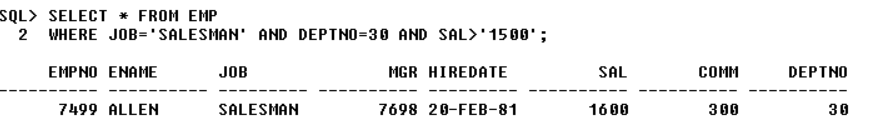 SQL> SELECT * FROM EMP
  2  WHERE JOB='SALESMAN' AND DEPTNO=30 AND SAL>'1500';
     EMPNO ENAME      JOB              MGR HIREDATE         SAL       COMM     DEPTNO
---------- ---------- --------- ---------- --------- ---------- ---------- ----------
      7499 ALLEN      SALESMAN        7698 20-FEB-81       1600        300         30